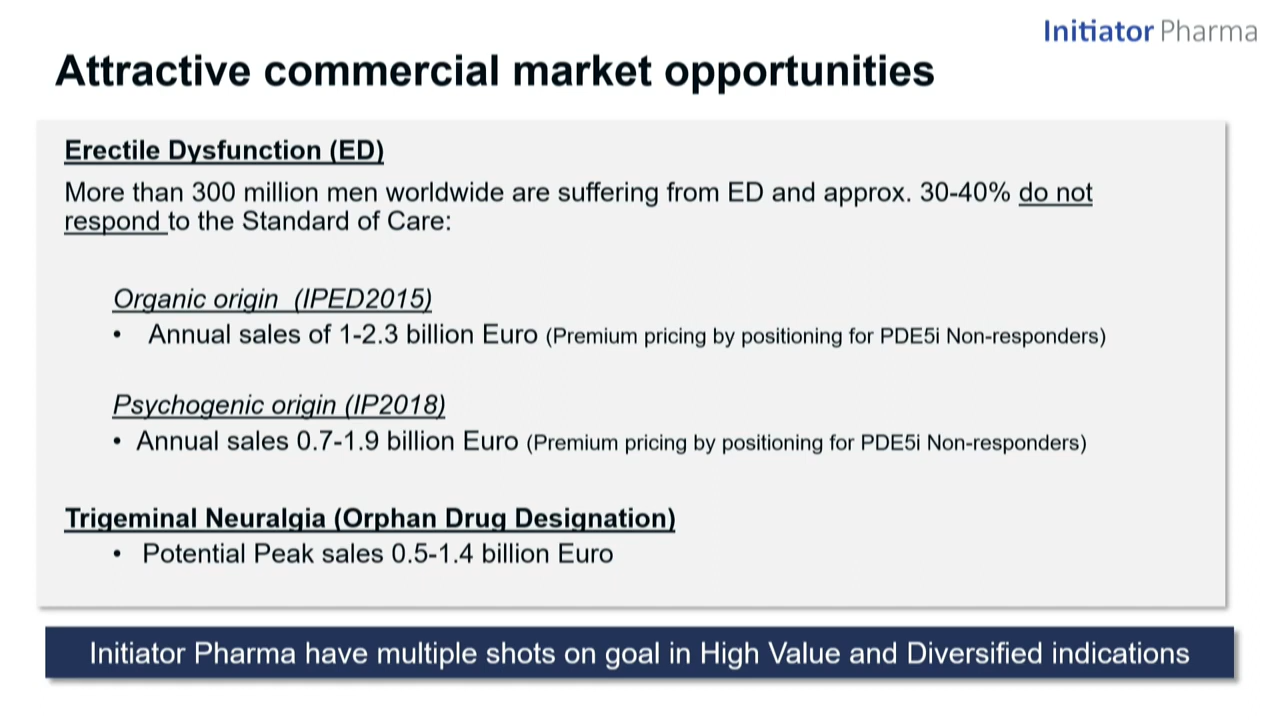 Initiator Pharma
Attractive commercial market opportunities
Erectile Dysfunction (ED)
More than 300 million men worldwide are suffering from ED and approx. 30-40% do not
respond to the Standard of Care:
Organic origin  (IPED2015)
• Annual sales of 1-2.3 billion Euro (Premium pricing by positioning for PDE5i Non-responders)
Psychogenic origin (IP2018)
• Annual sales 0.7-1.9 billion Euro (Premium pricing by positioning for PDE5i Non-responders)
Trigeminal Neuralgia (Orphan Drug Designation)
• Potential Peak sales 0.5-1.4 billion Euro
Initiator Pharma have multiple shots on goal in High Value and Diversified indications